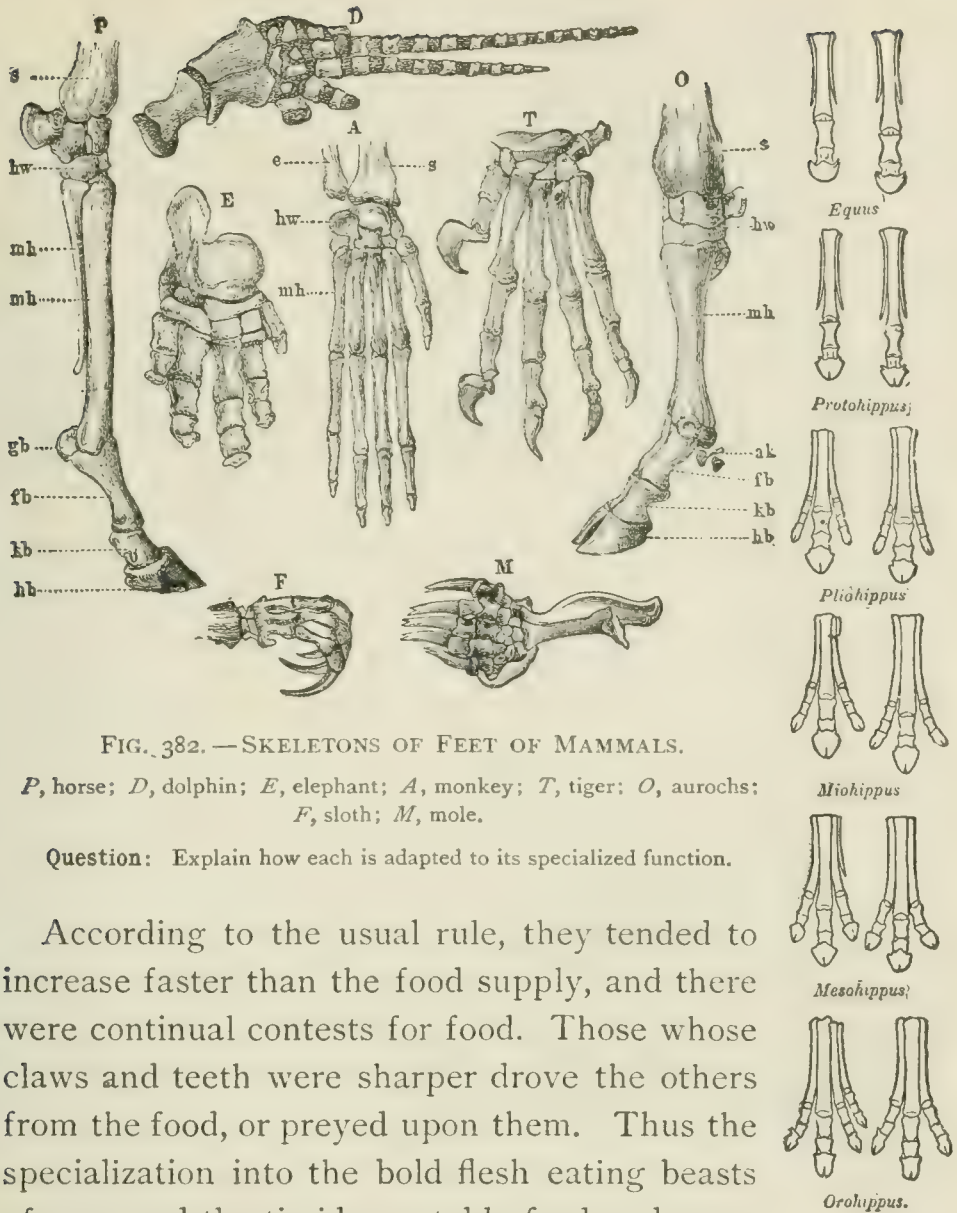 P
D
s
A
T
O
e
s
s
hw
E
hw
hw
Equus
mh
mh
mh
mh
Protohippus;
gb
ak
fb
fb
kb
kb
hb
hb
F
M
Pliohippus
FIG. 382.—SKELETONS OF FEET OF MAMMALS.
P, horse; D, dolphin; E, elephant; A, monkey; T, tiger; O, aurochs;
F, sloth; M, mole.
Miohippus
Question: Explain how each is adapted to its specialized function.
According to the usual rule, they tended to
increase faster than the food supply, and there
were continual contests for food. Those whose
claws and teeth were sharper drove the others
from the food, or preyed upon them. Thus the
specialization into the bold flesh eating beasts
Mesohippus;
Orohippus.